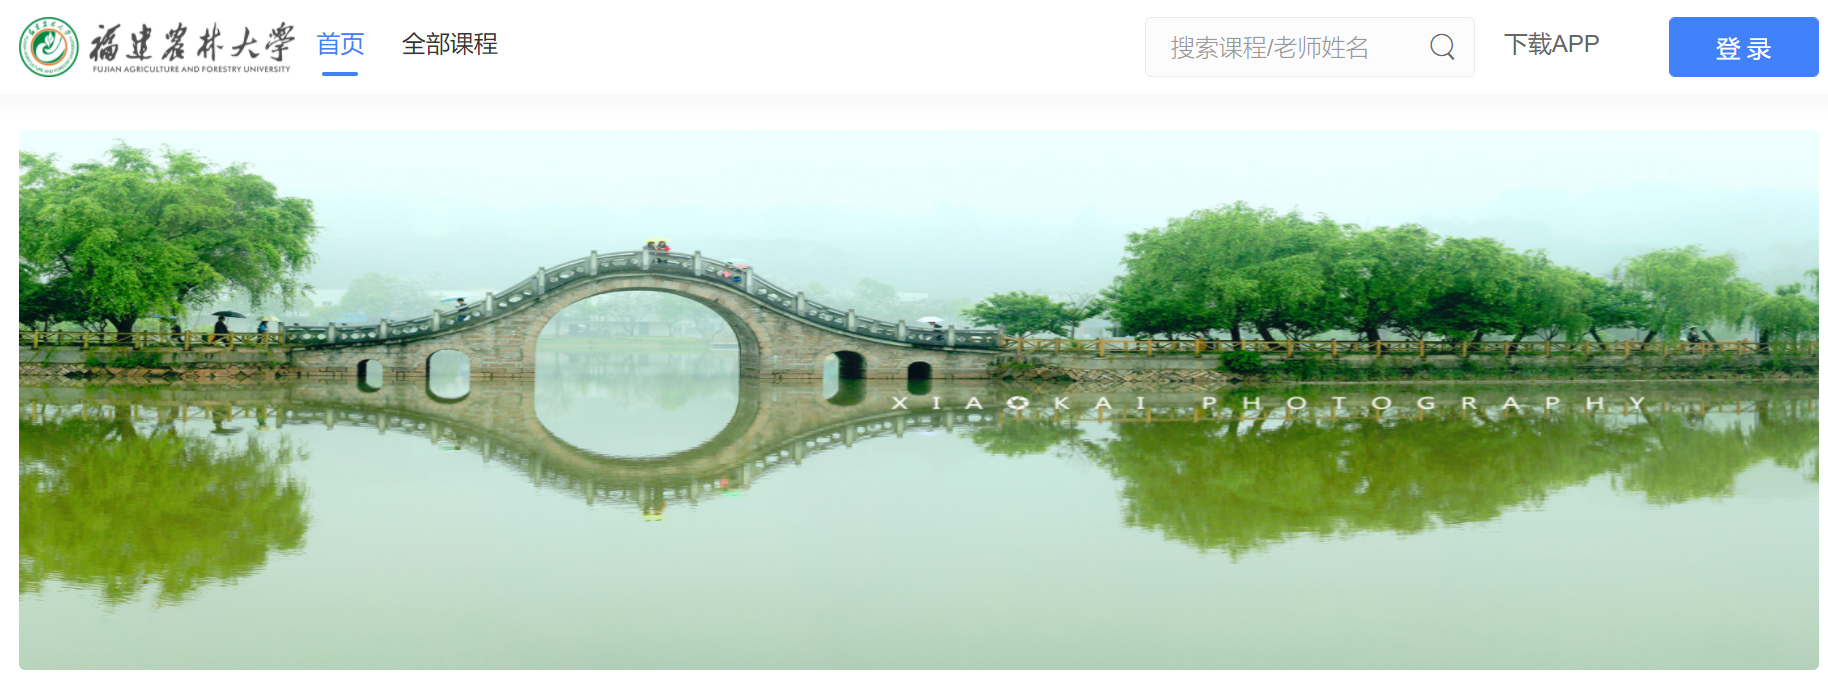 福建农林大学
FUJIAN AGRICULTURE AND FORESTRY UNIVERSITY
首页
全部课程
搜索课程/老师姓名
下载APP
登录
XIAOKAI PHOTOGRAPHY